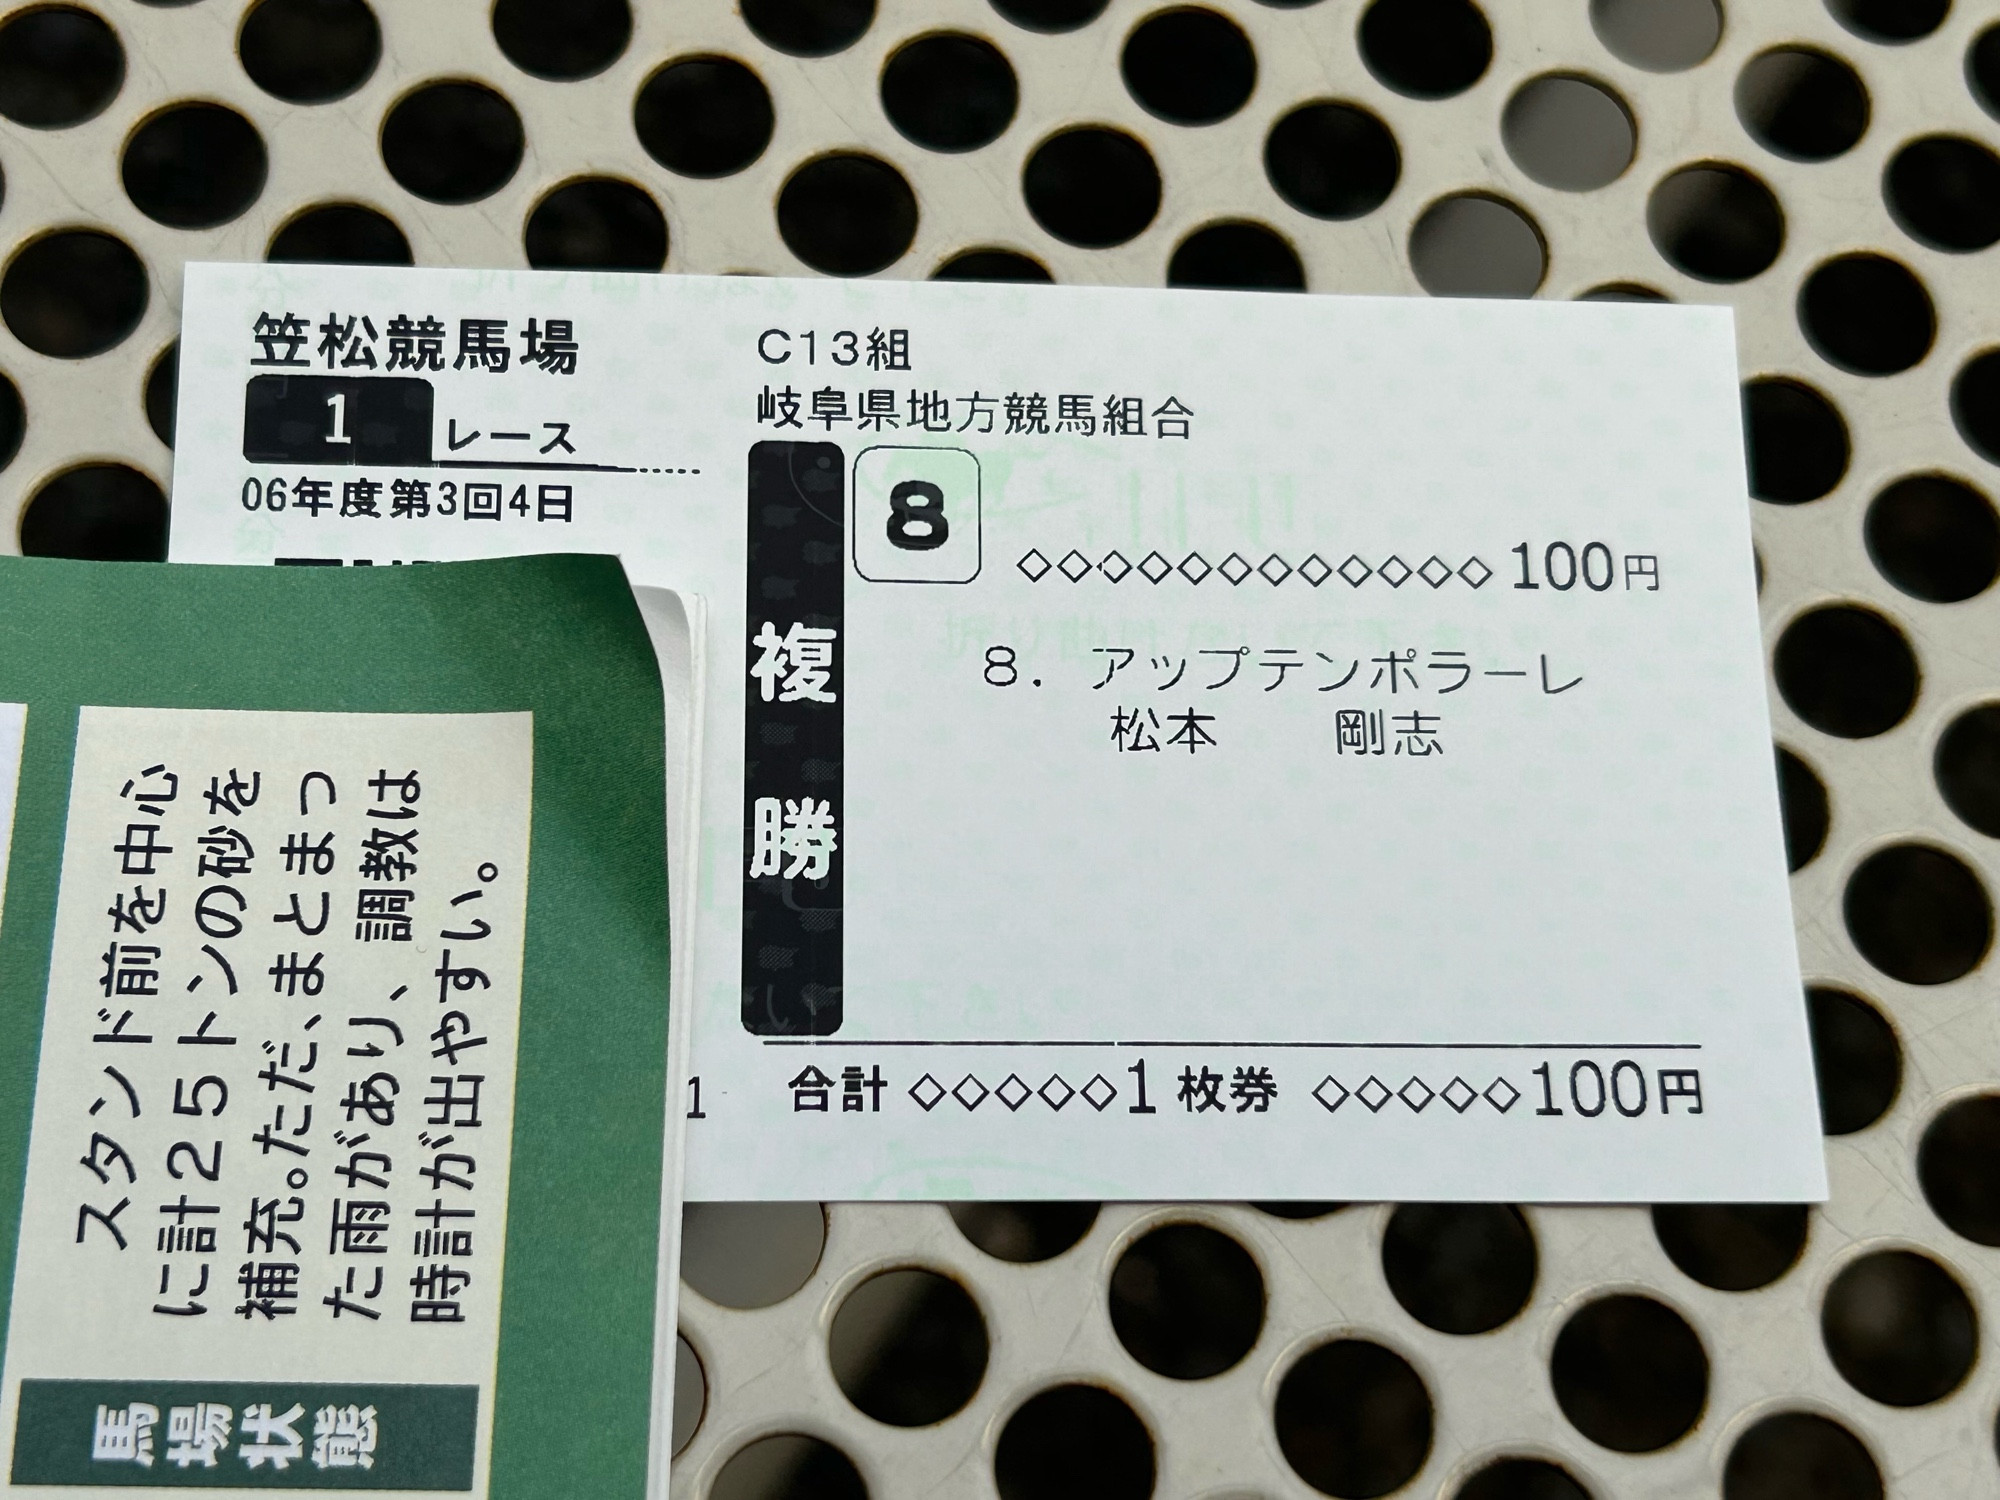 笠松競馬場
1 レース
06年度第3回4日
C13組
岐阜県地方競馬組合
複勝
8
◇◇◇◇◇◇◇◇◇◇◇◇100円
8. アップテンポラーレ
松本 剛志
合計 ◇◇◇◇◇1枚券 ◇◇◇◇◇100円
1
馬場状態
スタンド前を中心
に計25トンの砂を
補充。ただ、まとまっ
た雨があり、調教は
時計が出やすい。